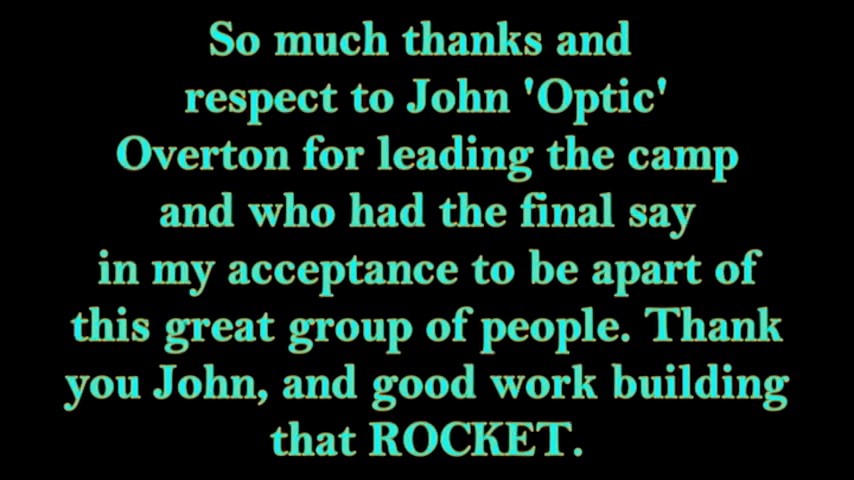 So much thanks and
respect to John 'Optic'
Overton for leading the camp
and who had the final say
in my acceptance to be apart of
this great group of people. Thank
you John, and good work building
that ROCKET.